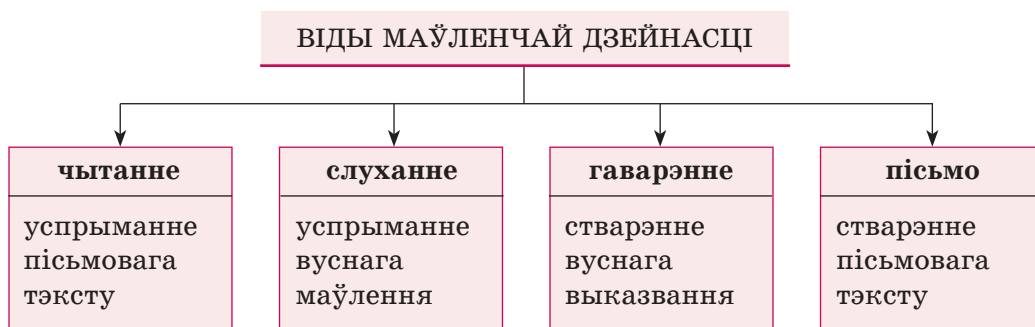 ВІДЫ МАЎЛЕНЧАЙ ДЗЕЙНАСЦІ
чытанне
успрыманне
пісьмовага
тэксту
слуханне
успрыманне
вуснага
маўлення
гаварэнне
стварэнне
вуснага
выказвання
пісьмо
стварэнне
пісьмовага
тэксту